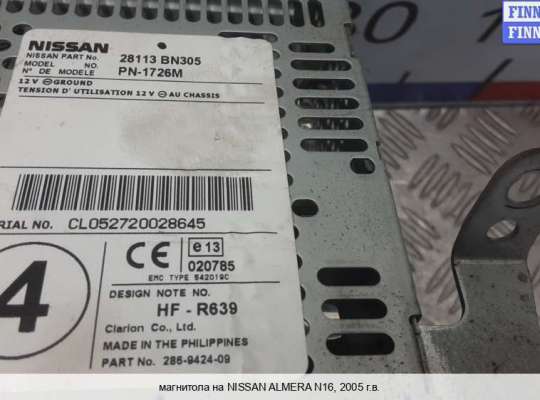 NISSAN
NISSAN PART No. 28113 BN305
MODEL NO.
N° DE MODELE PN-1726M
12 V ⊖ GROUND
TENSION D'UTILISATION 12 V ⊖ AU CHASSIS
ERIAL NO. CL052720028645
4
CE
e13
020785
EMC TYPE 542019C
DESIGN NOTE NO.
HF - R639
Clarion Co., Ltd.
MADE IN THE PHILIPPINES
PART No. 286-9424-09
FINN
FINN
магнитола на NISSAN ALMERA N16, 2005 г.в.